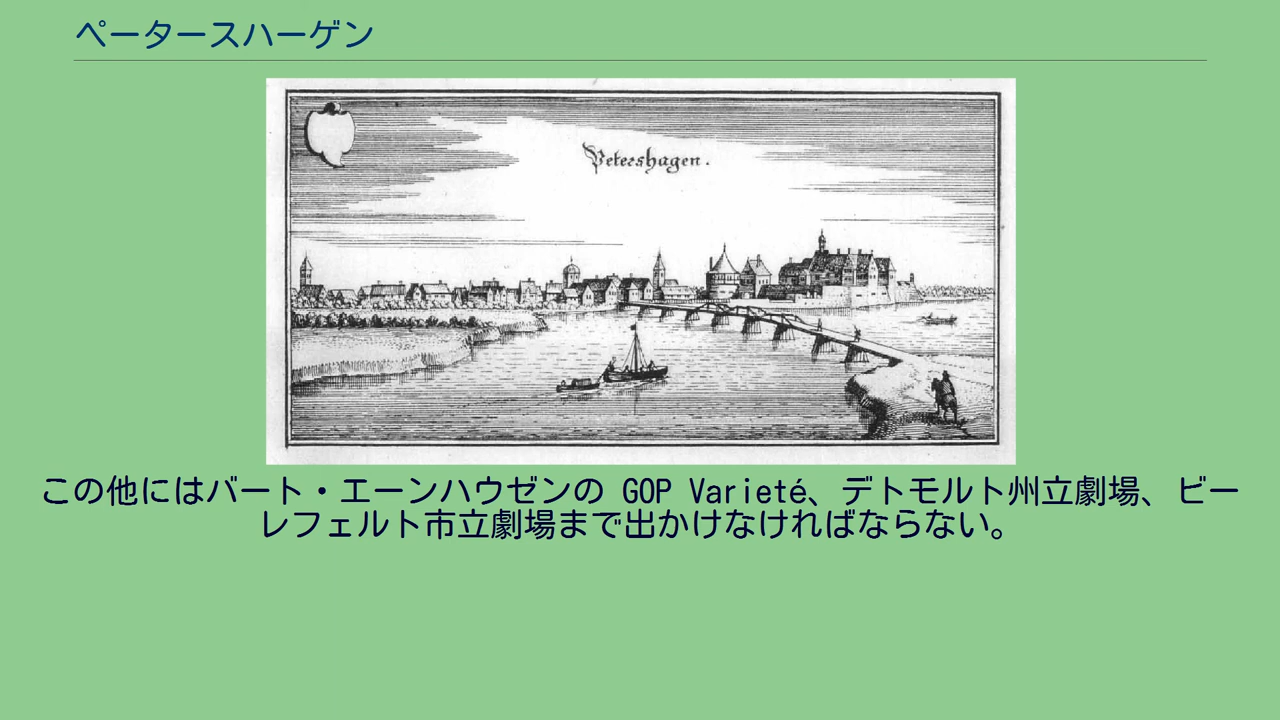 ペータースハーゲン
Petershagen.
この他にはバート・エーンハウゼンの GOP Varieté、デトモルト州立劇場、ビー
レフェルト市立劇場まで出かけなければならない。